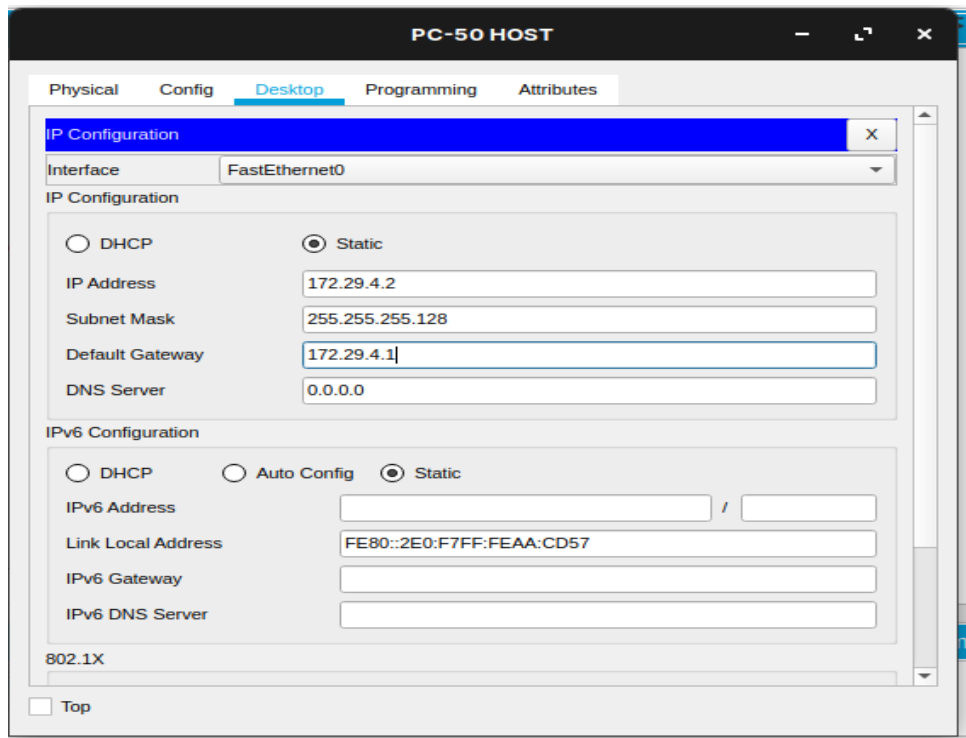 PC-50 HOST
Physical Config Desktop Programming Attributes
IP Configuration X
Interface FastEthernet0
IP Configuration
DHCP Static
IP Address 172.29.4.2
Subnet Mask 255.255.255.128
Default Gateway 172.29.4.1
DNS Server 0.0.0.0
IPv6 Configuration
DHCP Auto Config Static
IPv6 Address /
Link Local Address FE80::2E0:F7FF:FEAA:CD57
IPv6 Gateway
IPv6 DNS Server
802.1X
Top